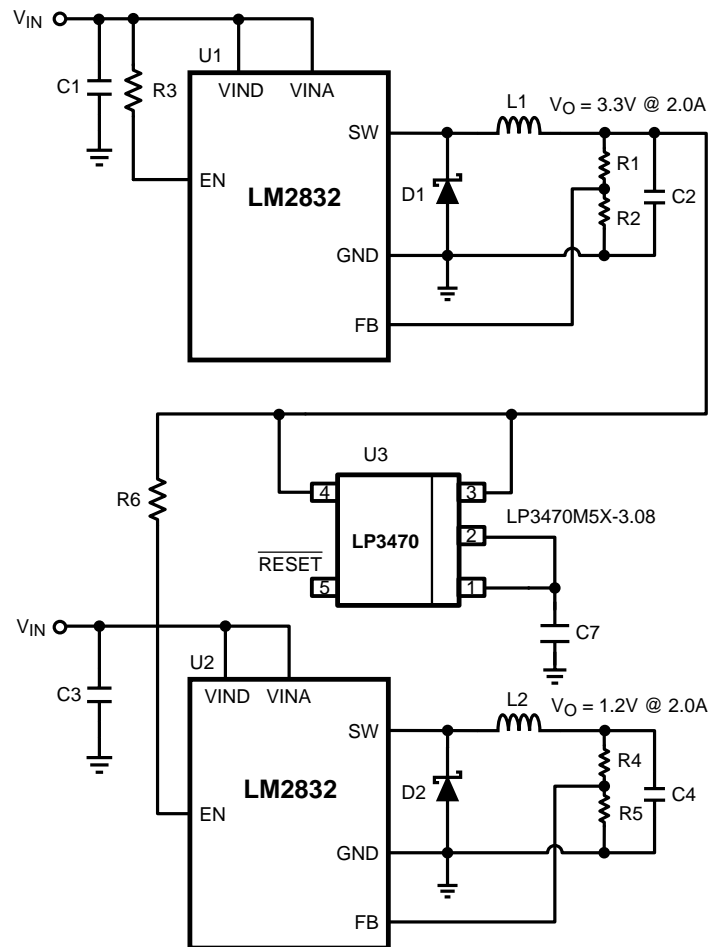 VIN
U1
C1
R3
VIND VINA
L1
VO = 3.3V @ 2.0A
SW
EN
LM2832
D1
R1
R2
C2
GND
FB
U3
R6
4
3
LP3470M5X-3.08
LP3470
2
RESET
5
1
VIN
C7
U2
C3
VIND VINA
L2
VO = 1.2V @ 2.0A
SW
EN
LM2832
D2
R4
R5
C4
GND
FB